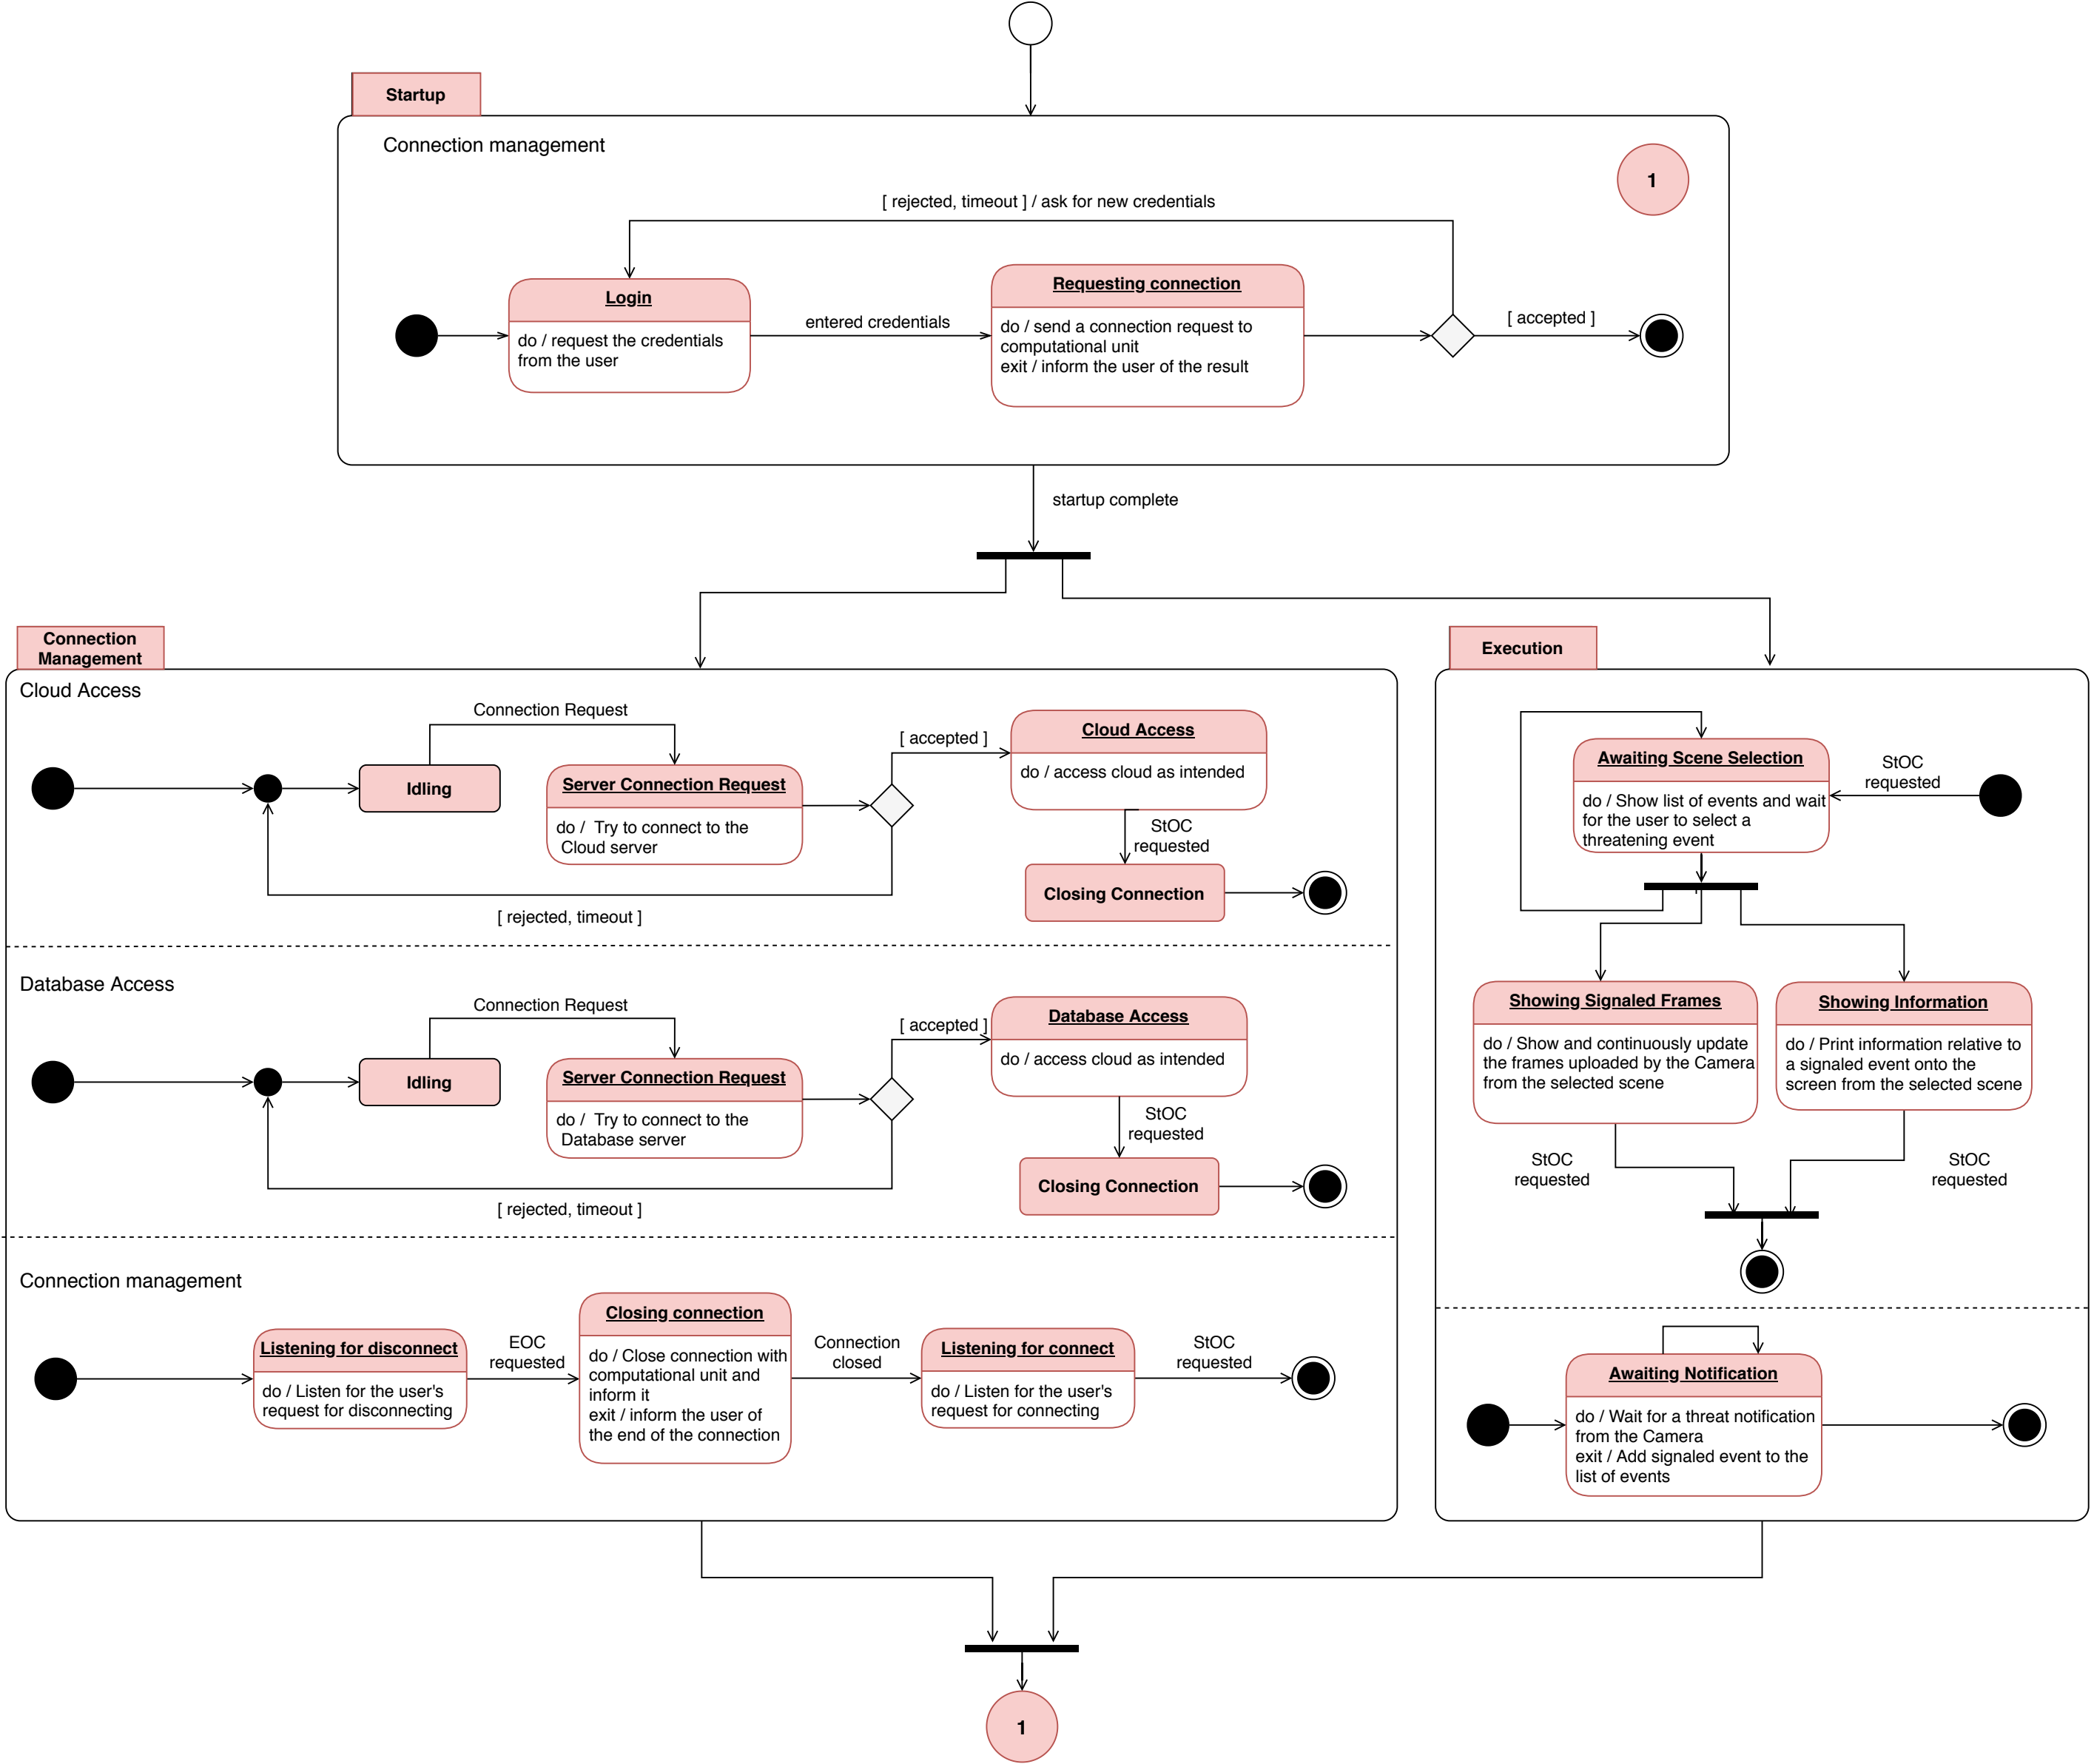 Startup
Connection management
1
[ rejected, timeout ] / ask for new credentials
Login
do / request the credentials
from the user
entered credentials
Requesting connection
do / send a connection request to
computational unit
exit / inform the user of the result
[ accepted ]
startup complete
Connection
Management
Cloud Access
Connection Request
Idling
Server Connection Request
do /  Try to connect to the
Cloud server
[ accepted ]
Cloud Access
do / access cloud as intended
StOC
requested
Closing Connection
[ rejected, timeout ]
Database Access
Connection Request
Idling
Server Connection Request
do /  Try to connect to the
Database server
[ accepted ]
Database Access
do / access cloud as intended
StOC
requested
Closing Connection
[ rejected, timeout ]
Connection management
Listening for disconnect
do / Listen for the user's
request for disconnecting
EOC
requested
Closing connection
do / Close connection with
computational unit and
inform it
exit / inform the user of
the end of the connection
Connection
closed
Listening for connect
do / Listen for the user's
request for connecting
StOC
requested
Execution
Awaiting Scene Selection
do / Show list of events and wait
for the user to select a
threatening event
StOC
requested
Showing Signaled Frames
do / Show and continuously update
the frames uploaded by the Camera
from the selected scene
Showing Information
do / Print information relative to
a signaled event onto the
screen from the selected scene
StOC
requested
StOC
requested
Awaiting Notification
do / Wait for a threat notification
from the Camera
exit / Add signaled event to the
list of events
1